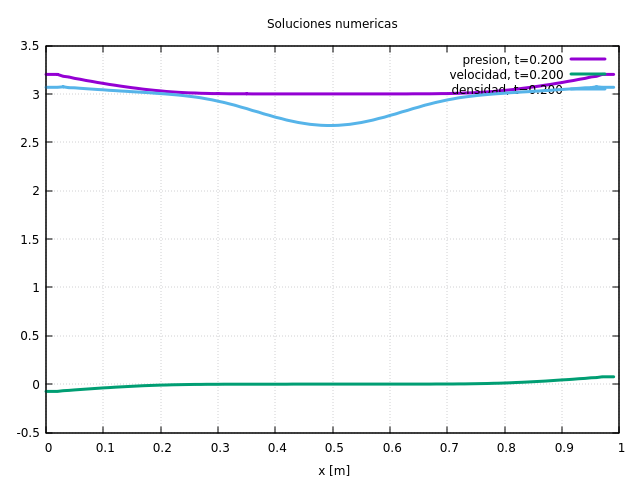 Soluciones numericas
presion, t=0.200
velocidad, t=0.200
densidad, t=0.200
3.5
3
2.5
2
1.5
1
0.5
0
-0.5
0 0.1 0.2 0.3 0.4 0.5 0.6 0.7 0.8 0.9 1
x [m]